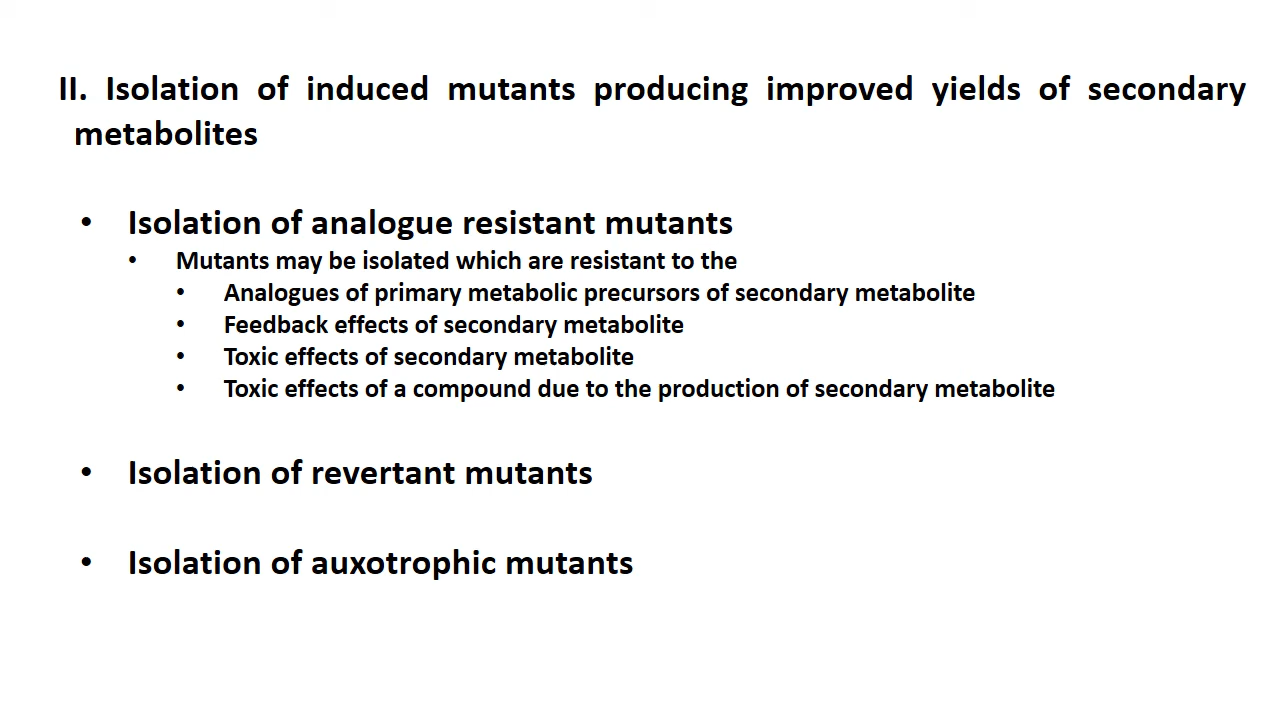 II. Isolation of induced mutants producing improved yields of secondary
metabolites
• Isolation of analogue resistant mutants
• Mutants may be isolated which are resistant to the
• Analogues of primary metabolic precursors of secondary metabolite
• Feedback effects of secondary metabolite
• Toxic effects of secondary metabolite
• Toxic effects of a compound due to the production of secondary metabolite
• Isolation of revertant mutants
• Isolation of auxotrophic mutants